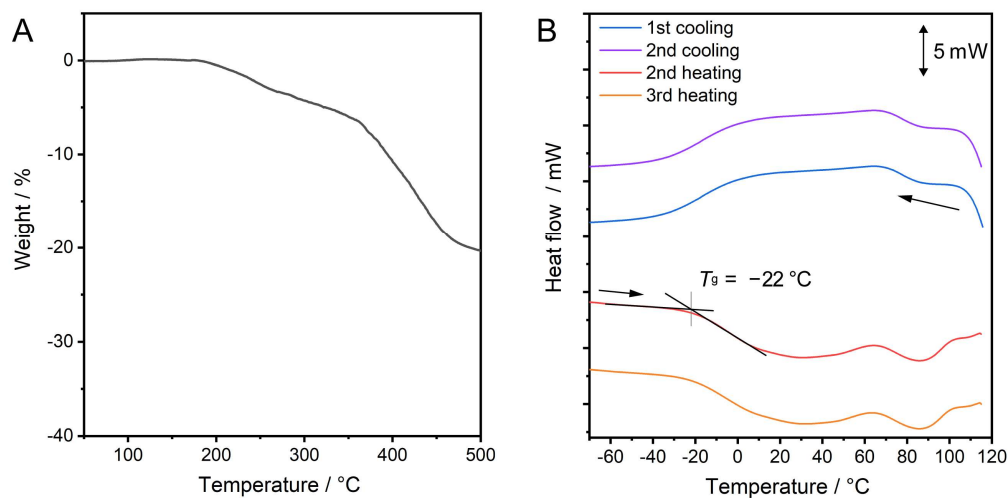 A
Weight / %
0
-10
-20
-30
-40
100
200
300
400
500
Temperature / °C
B
1st cooling
2nd cooling
2nd heating
3rd heating
5 mW
Heat flow / mW
Tg = −22 °C
-60
-40
-20
0
20
40
60
80
100
120
Temperature / °C